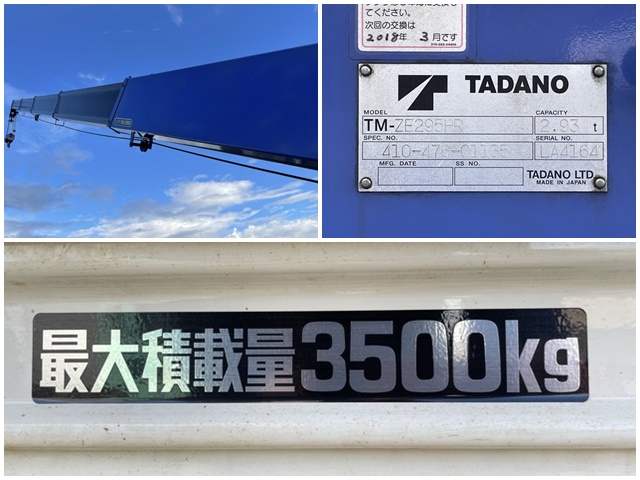 てください。
次回の交換は
2018年 3月です
TADANO
MODEL CAPACITY
TM-ZE295HR 2.93 t
SPEC. NO. SERIAL NO.
LA4164
MFG. DATE SS NO. TADANO LTD.
MADE IN JAPAN
最大積載量3500kg